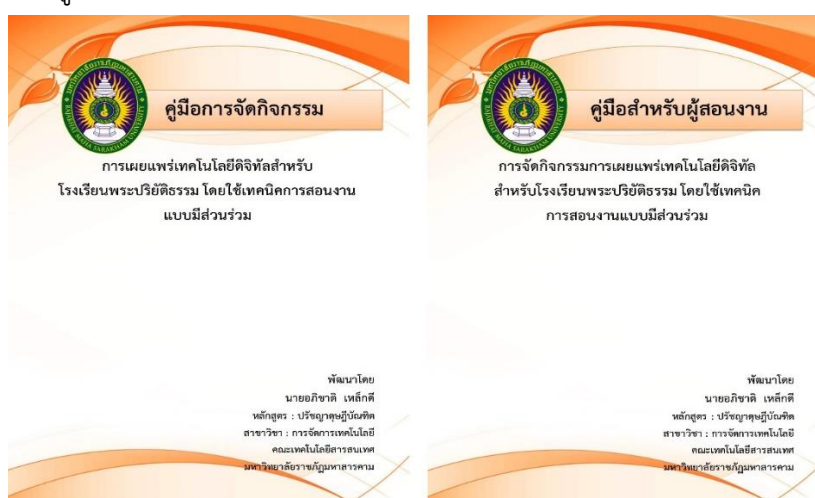 คู่มือการจัดกิจกรรม
การเผยแพร่เทคโนโลยีดิจิทัลสำหรับ
โรงเรียนพระปริยัติธรรม โดยใช้เทคนิคการสอนงาน
แบบมีส่วนร่วม
พัฒนาโดย
นายอภิชาติ เหล็กดี
หลักสูตร : ปรัชญาดุษฎีบัณฑิต
สาขาวิชา : การจัดการเทคโนโลยี
คณะเทคโนโลยีสารสนเทศ
มหาวิทยาลัยราชภัฏมหาสารคาม
คู่มือสำหรับผู้สอนงาน
การจัดกิจกรรมการเผยแพร่เทคโนโลยีดิจิทัล
สำหรับโรงเรียนพระปริยัติธรรม โดยใช้เทคนิค
การสอนงานแบบมีส่วนร่วม
พัฒนาโดย
นายอภิชาติ เหล็กดี
หลักสูตร : ปรัชญาดุษฎีบัณฑิต
สาขาวิชา : การจัดการเทคโนโลยี
คณะเทคโนโลยีสารสนเทศ
มหาวิทยาลัยราชภัฏมหาสารคาม